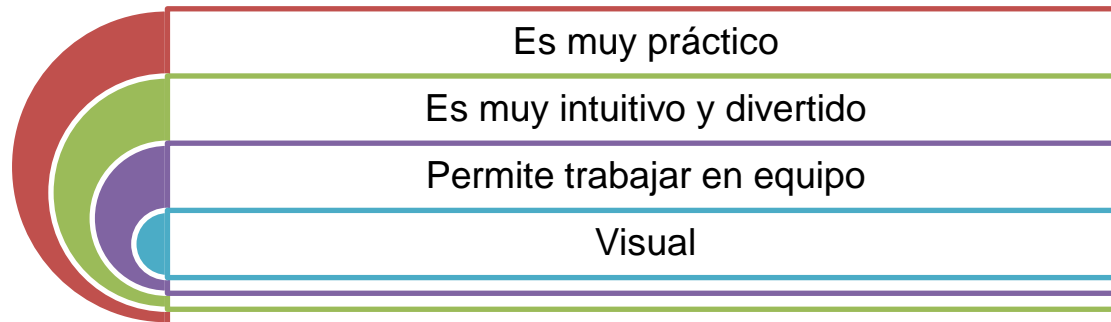 Es muy práctico
Es muy intuitivo y divertido
Permite trabajar en equipo
Visual